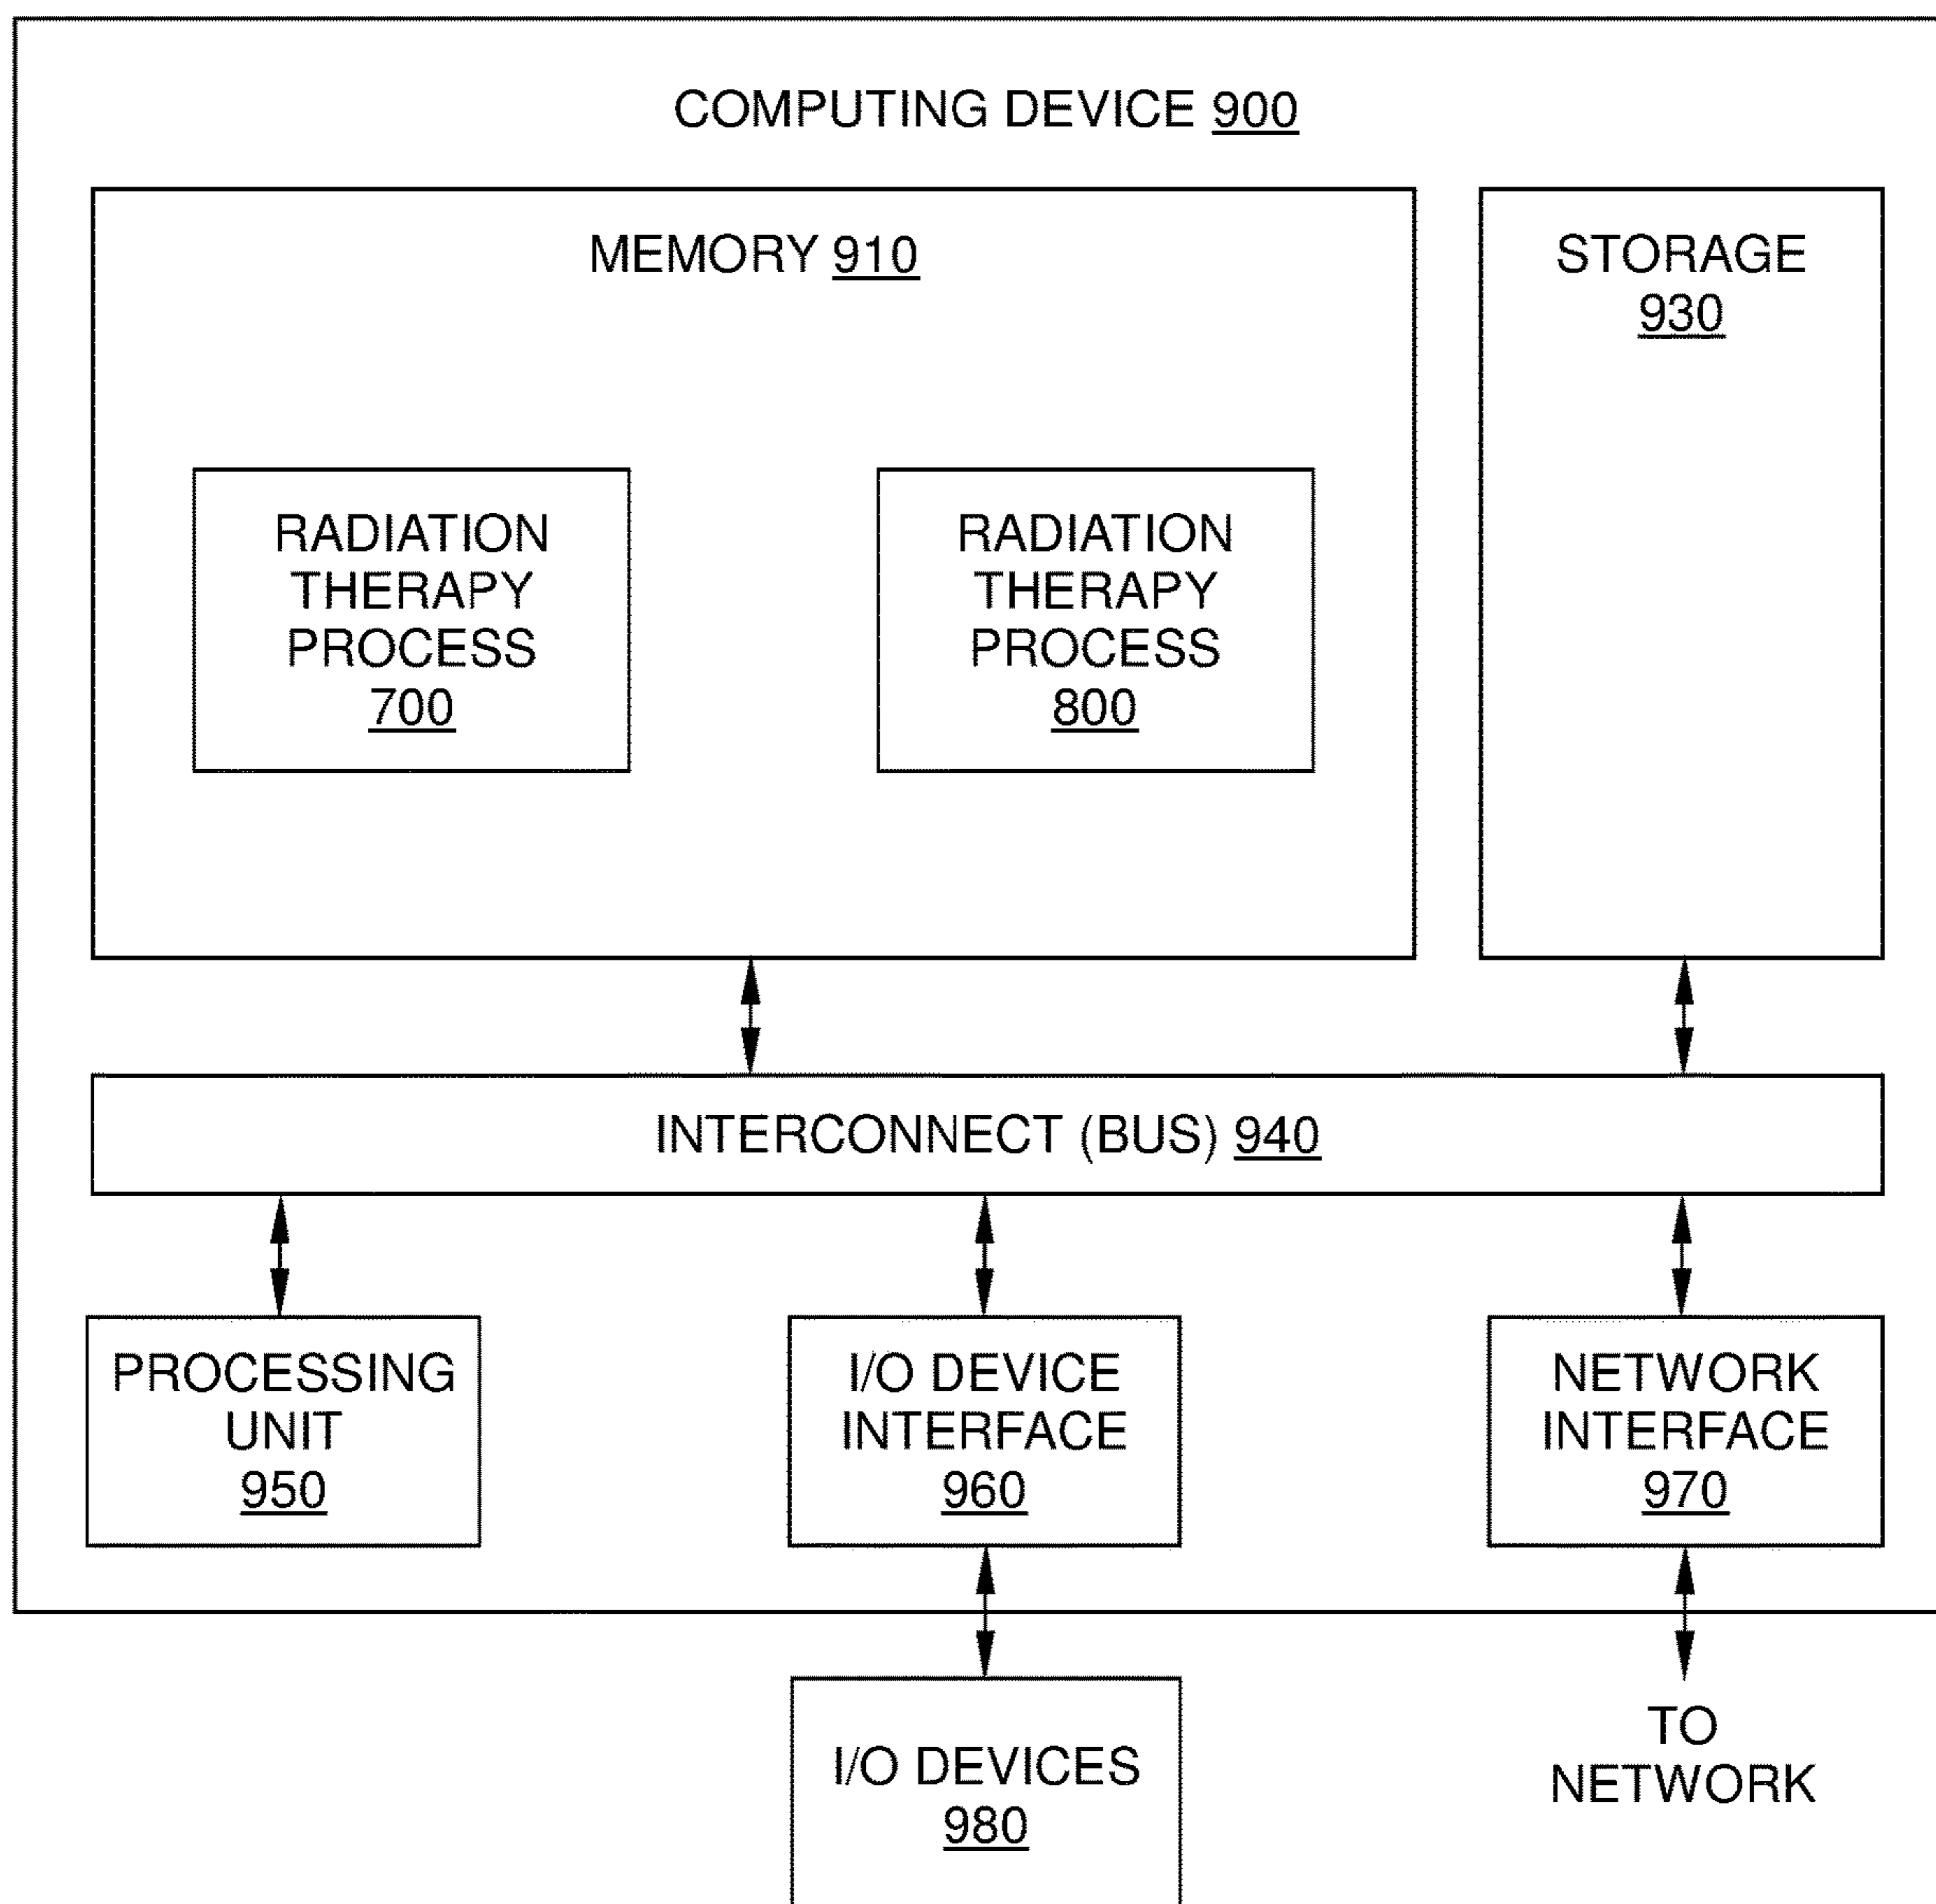 COMPUTING DEVICE 900
MEMORY 910
STORAGE
930
RADIATION
THERAPY
PROCESS
700
RADIATION
THERAPY
PROCESS
800
INTERCONNECT (BUS) 940
PROCESSING
UNIT
950
I/O DEVICE
INTERFACE
960
NETWORK
INTERFACE
970
I/O DEVICES
980
TO
NETWORK